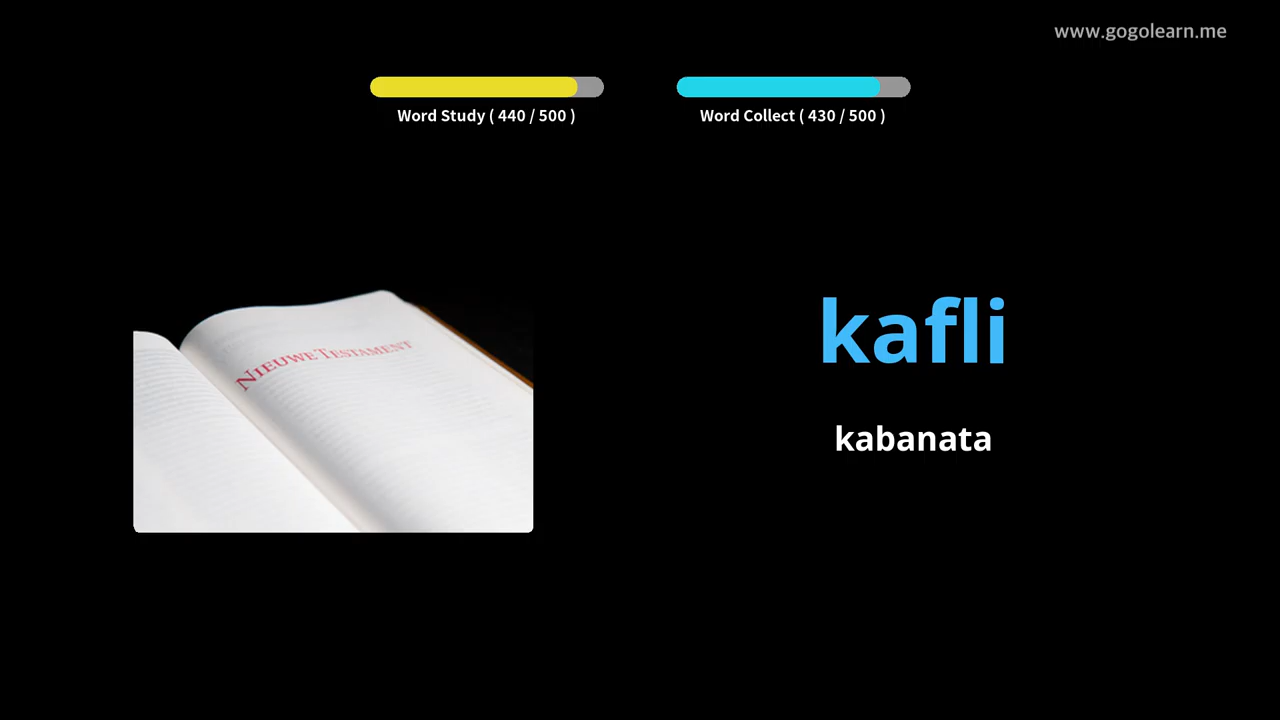 www.gogolearn.me
Word Study ( 440 / 500 )
Word Collect ( 430 / 500 )
NIEUWE TESTAMENT
kafli
kabanata